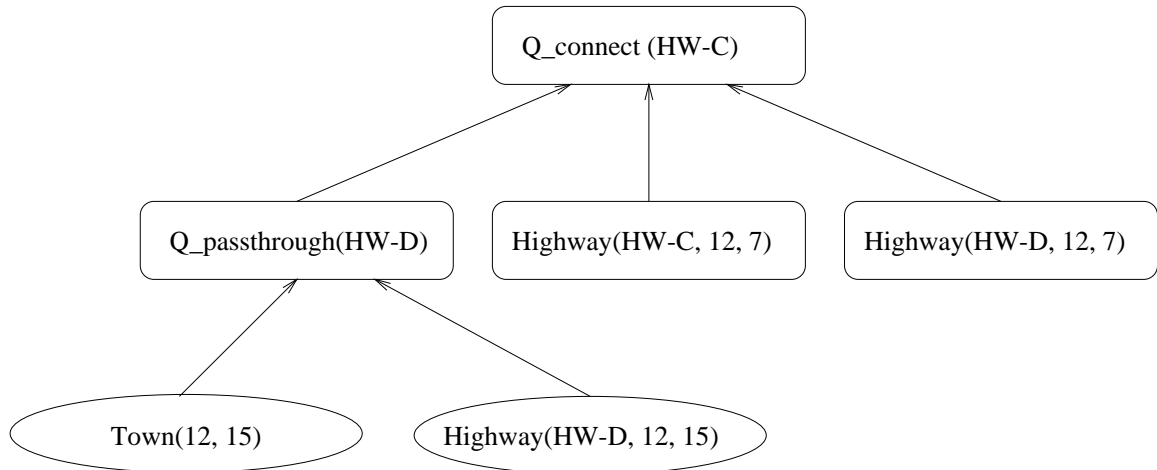 Q_connect (HW-C)
Q_passthrough(HW-D)
Highway(HW-C, 12, 7)
Highway(HW-D, 12, 7)
Town(12, 15)
Highway(HW-D, 12, 15)